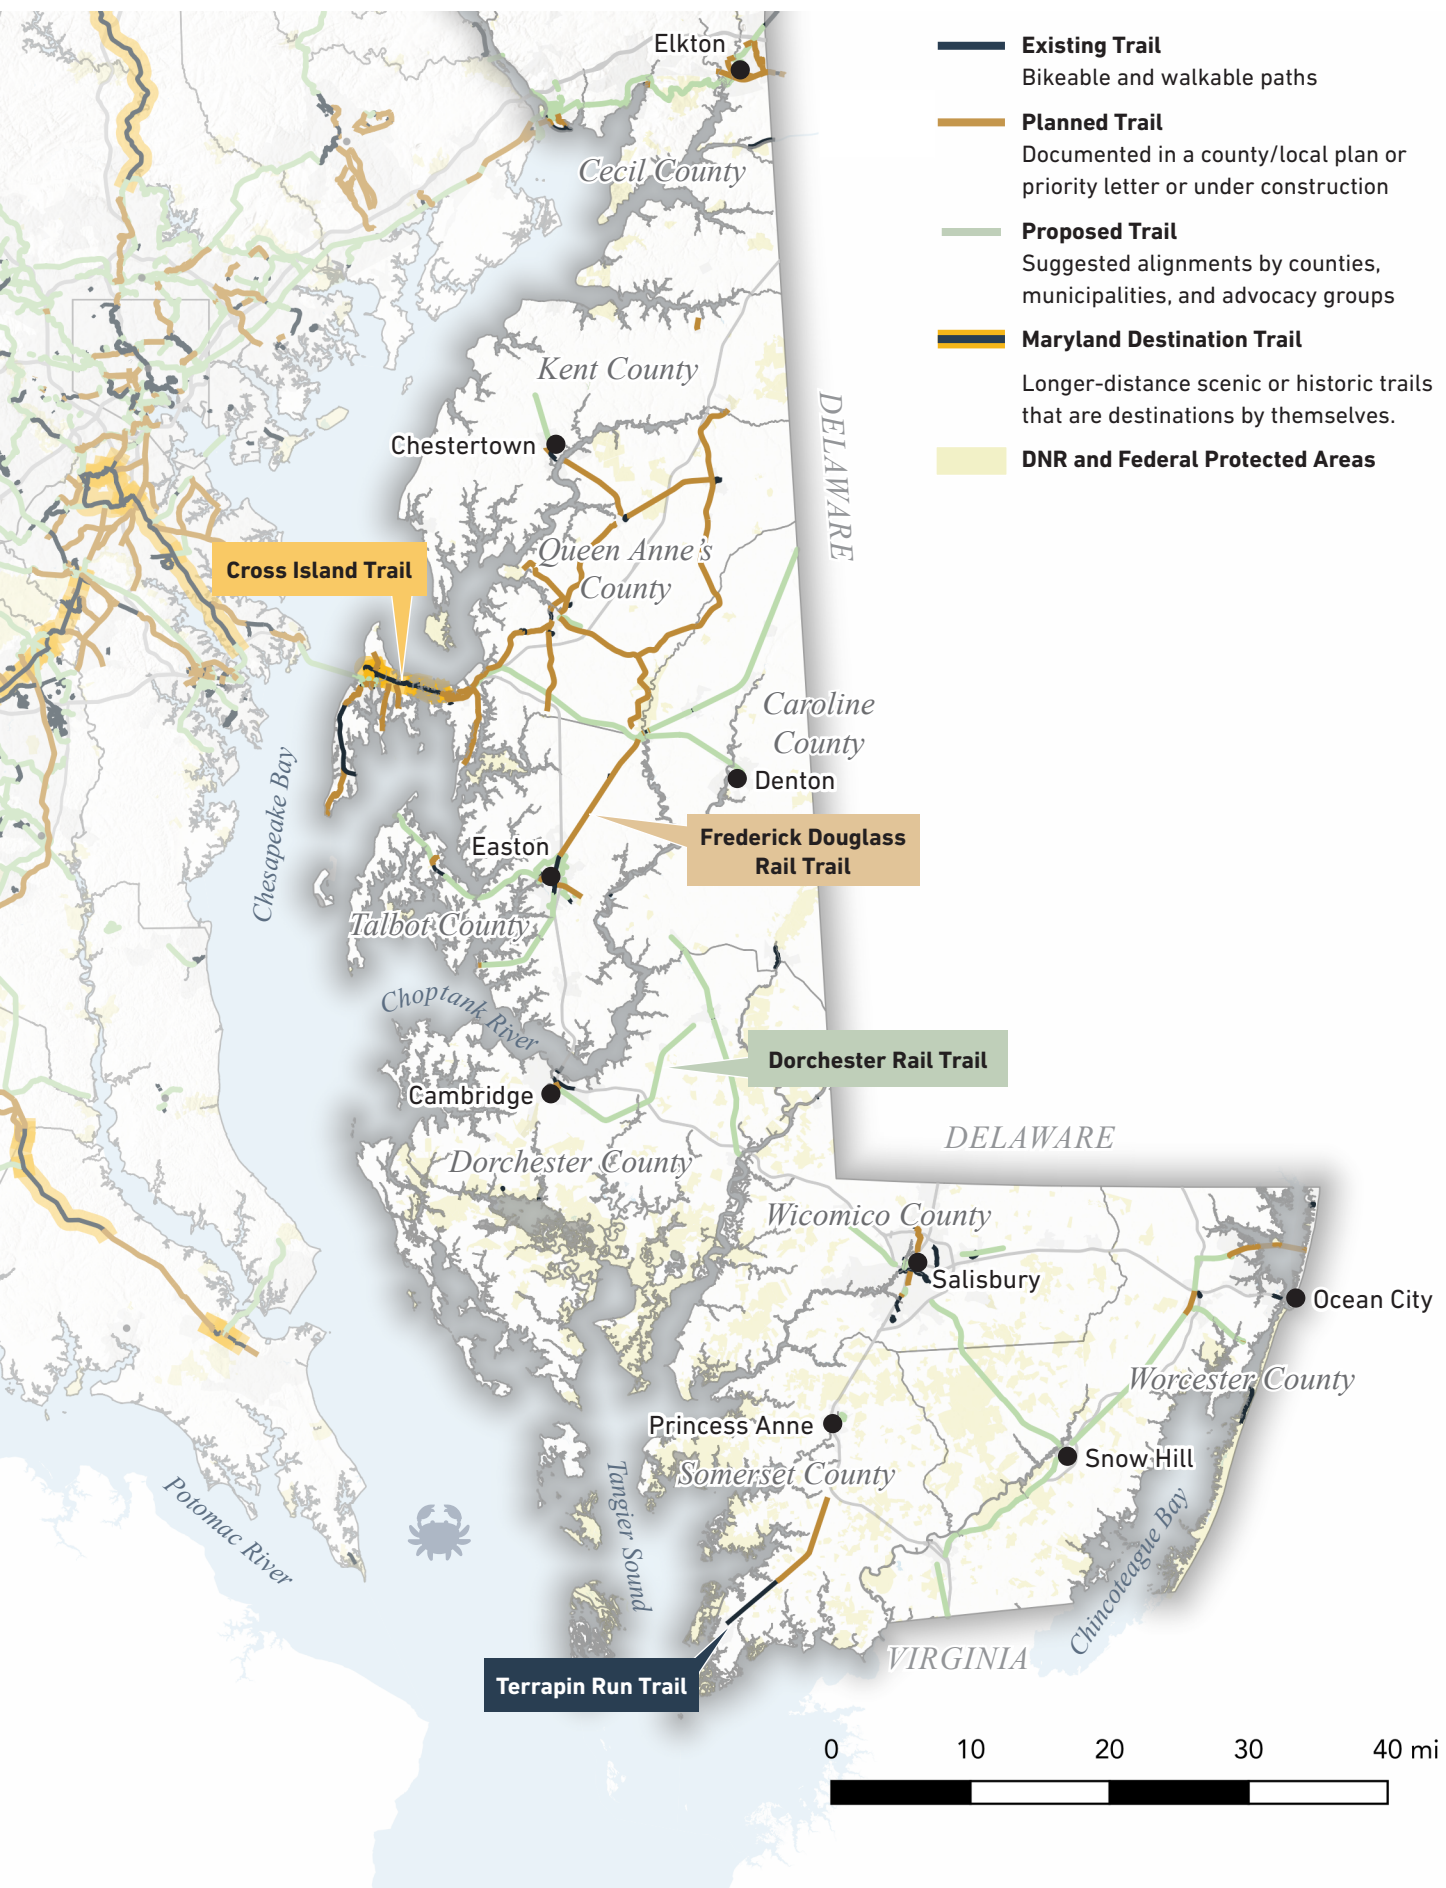 Elkton
Cecil County
Kent County
Chestertown
DELAWARE
Queen Anne's
County
Cross Island Trail
Caroline
County
Denton
Chesapeake Bay
Frederick Douglass
Rail Trail
Easton
Talbot County
Choptank River
Dorchester Rail Trail
Cambridge
DELAWARE
Dorchester County
Wicomico County
Salisbury
Ocean City
Worcester County
Princess Anne
Snow Hill
Somerset County
Tangier Sound
Potomac River
Chincoteague Bay
VIRGINIA
Terrapin Run Trail
Existing Trail
Bikeable and walkable paths
Planned Trail
Documented in a county/local plan or
priority letter or under construction
Proposed Trail
Suggested alignments by counties,
municipalities, and advocacy groups
Maryland Destination Trail
Longer-distance scenic or historic trails
that are destinations by themselves.
DNR and Federal Protected Areas
0 10 20 30 40 mi